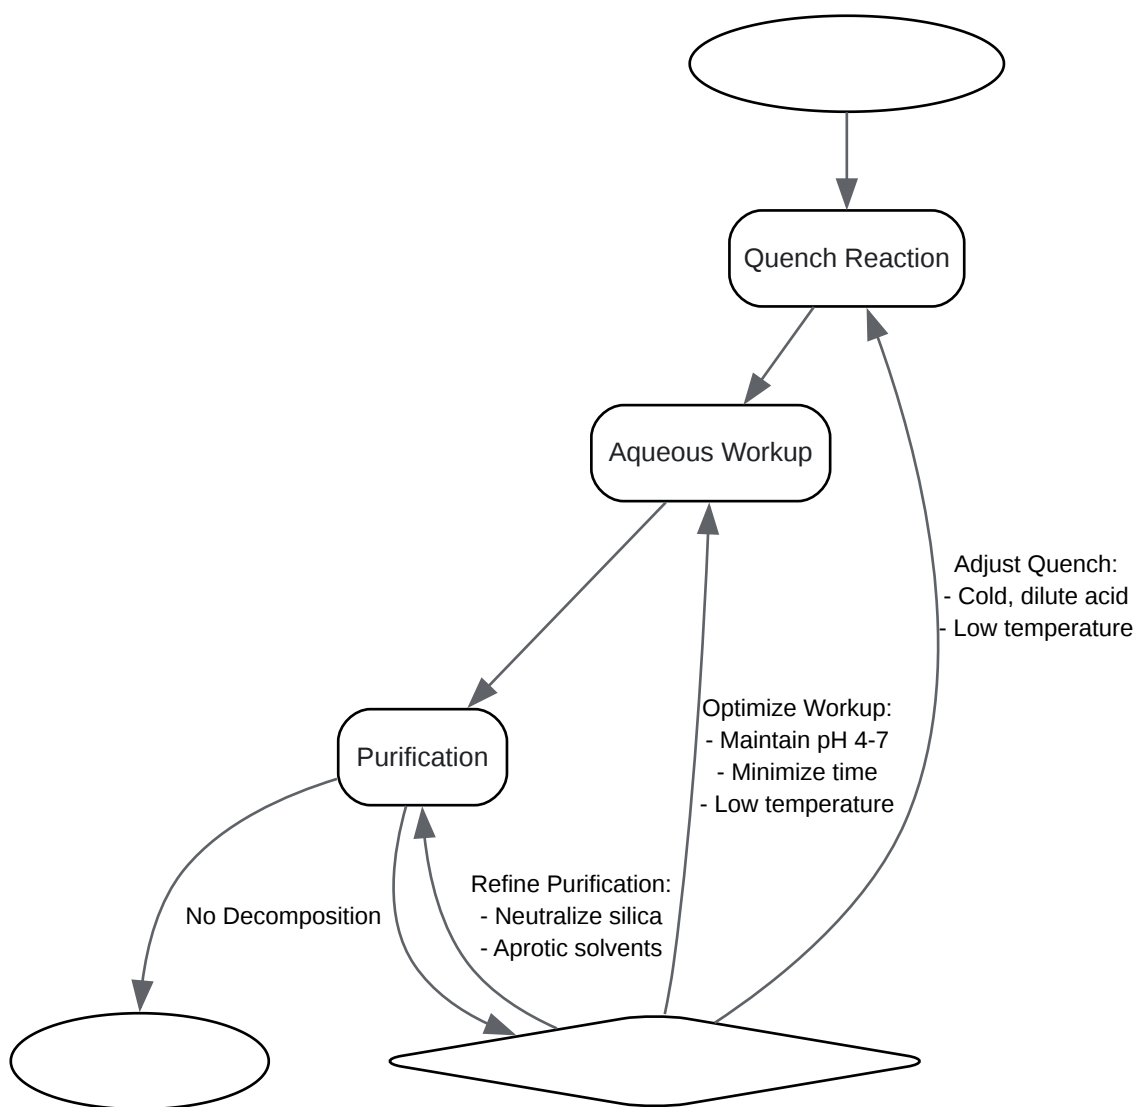 Quench Reaction
Aqueous Workup
Adjust Quench:
- Cold, dilute acid
- Low temperature
Optimize Workup:
- Maintain pH 4-7
- Minimize time
- Low temperature
Purification
Refine Purification:
- Neutralize silica
- Aprotic solvents
No Decomposition